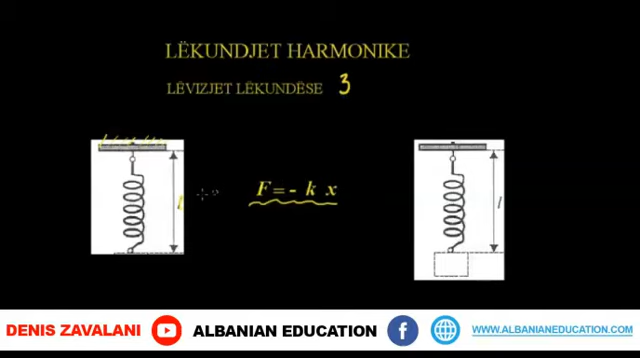 LËKUNDJET HARMONIKE
LËVIZJET LËKUNDËSE 3
l
F = - k x
l
DENIS ZAVALANI
ALBANIAN EDUCATION
WWW.ALBANIANEDUCATION.COM